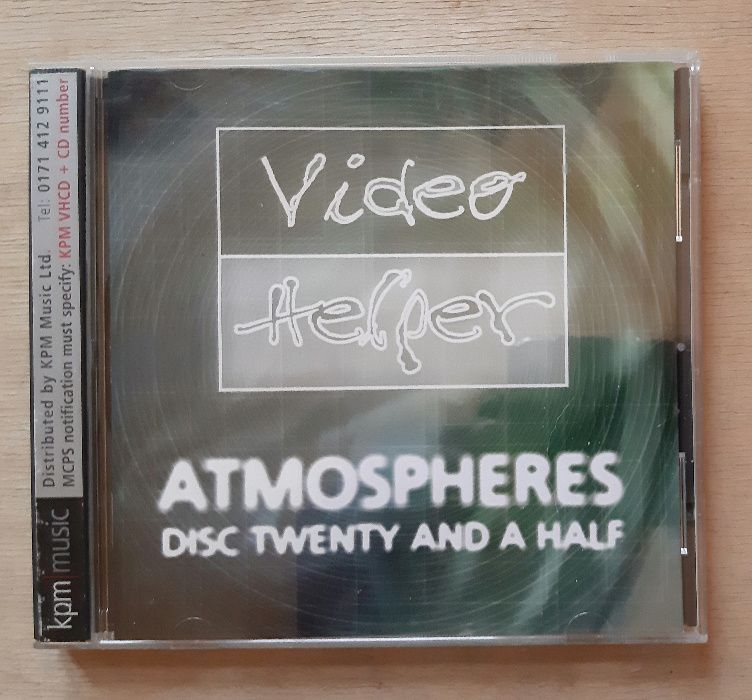 Distributed by KPM Music Ltd. Tel: 0171 412 9111
MCPS notification must specify: KPM VHCD + CD number
kpm music
Video
Helper
ATMOSPHERES
DISC TWENTY AND A HALF